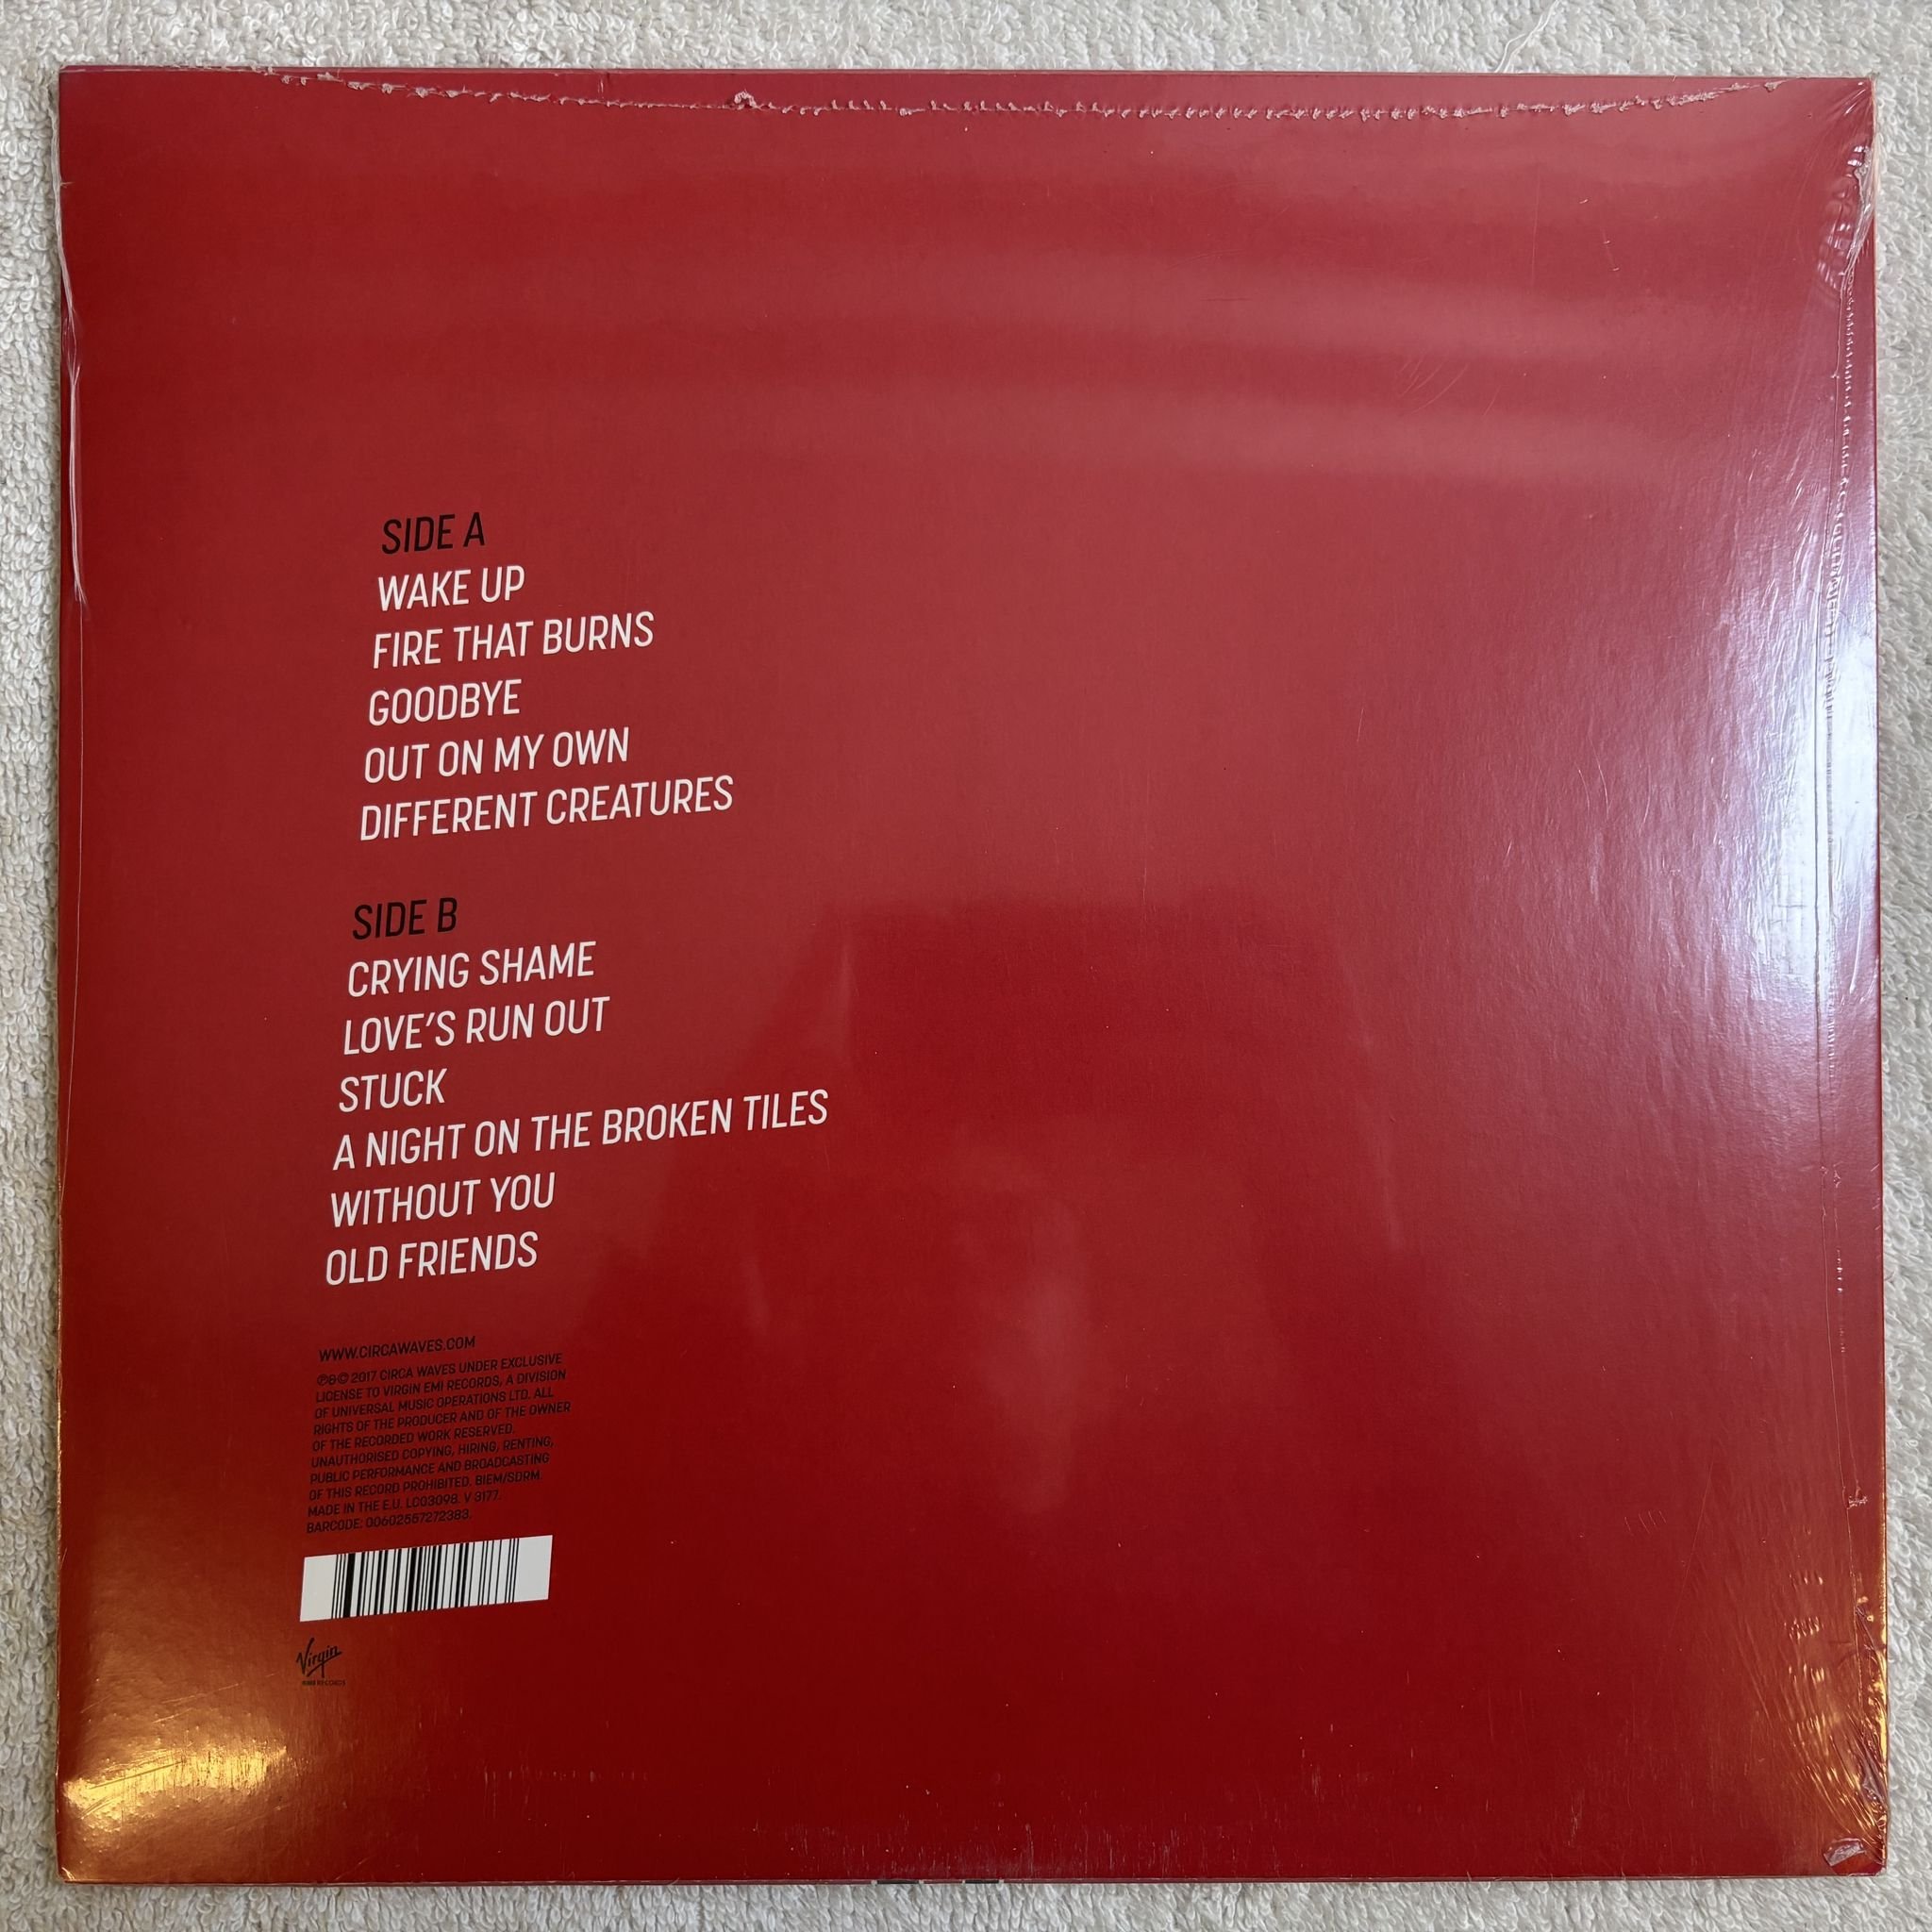 SIDE A
WAKE UP
FIRE THAT BURNS
GOODBYE
OUT ON MY OWN
DIFFERENT CREATURES
SIDE B
CRYING SHAME
LOVE'S RUN OUT
STUCK
A NIGHT ON THE BROKEN TILES
WITHOUT YOU
OLD FRIENDS
WWW.CIRCAWAVES.COM
℗&© 2017 CIRCA WAVES UNDER EXCLUSIVE
LICENSE TO VIRGIN EMI RECORDS, A DIVISION
OF UNIVERSAL MUSIC OPERATIONS LTD. ALL
RIGHTS OF THE PRODUCER AND OF THE OWNER
OF THE RECORDED WORK RESERVED.
UNAUTHORISED COPYING, HIRING, RENTING,
PUBLIC PERFORMANCE AND BROADCASTING
OF THIS RECORD PROHIBITED. BIEM/SDRM.
MADE IN THE E.U. LC03098. V 3177.
BARCODE: 00602557272383.
Virgin
EMI RECORDS